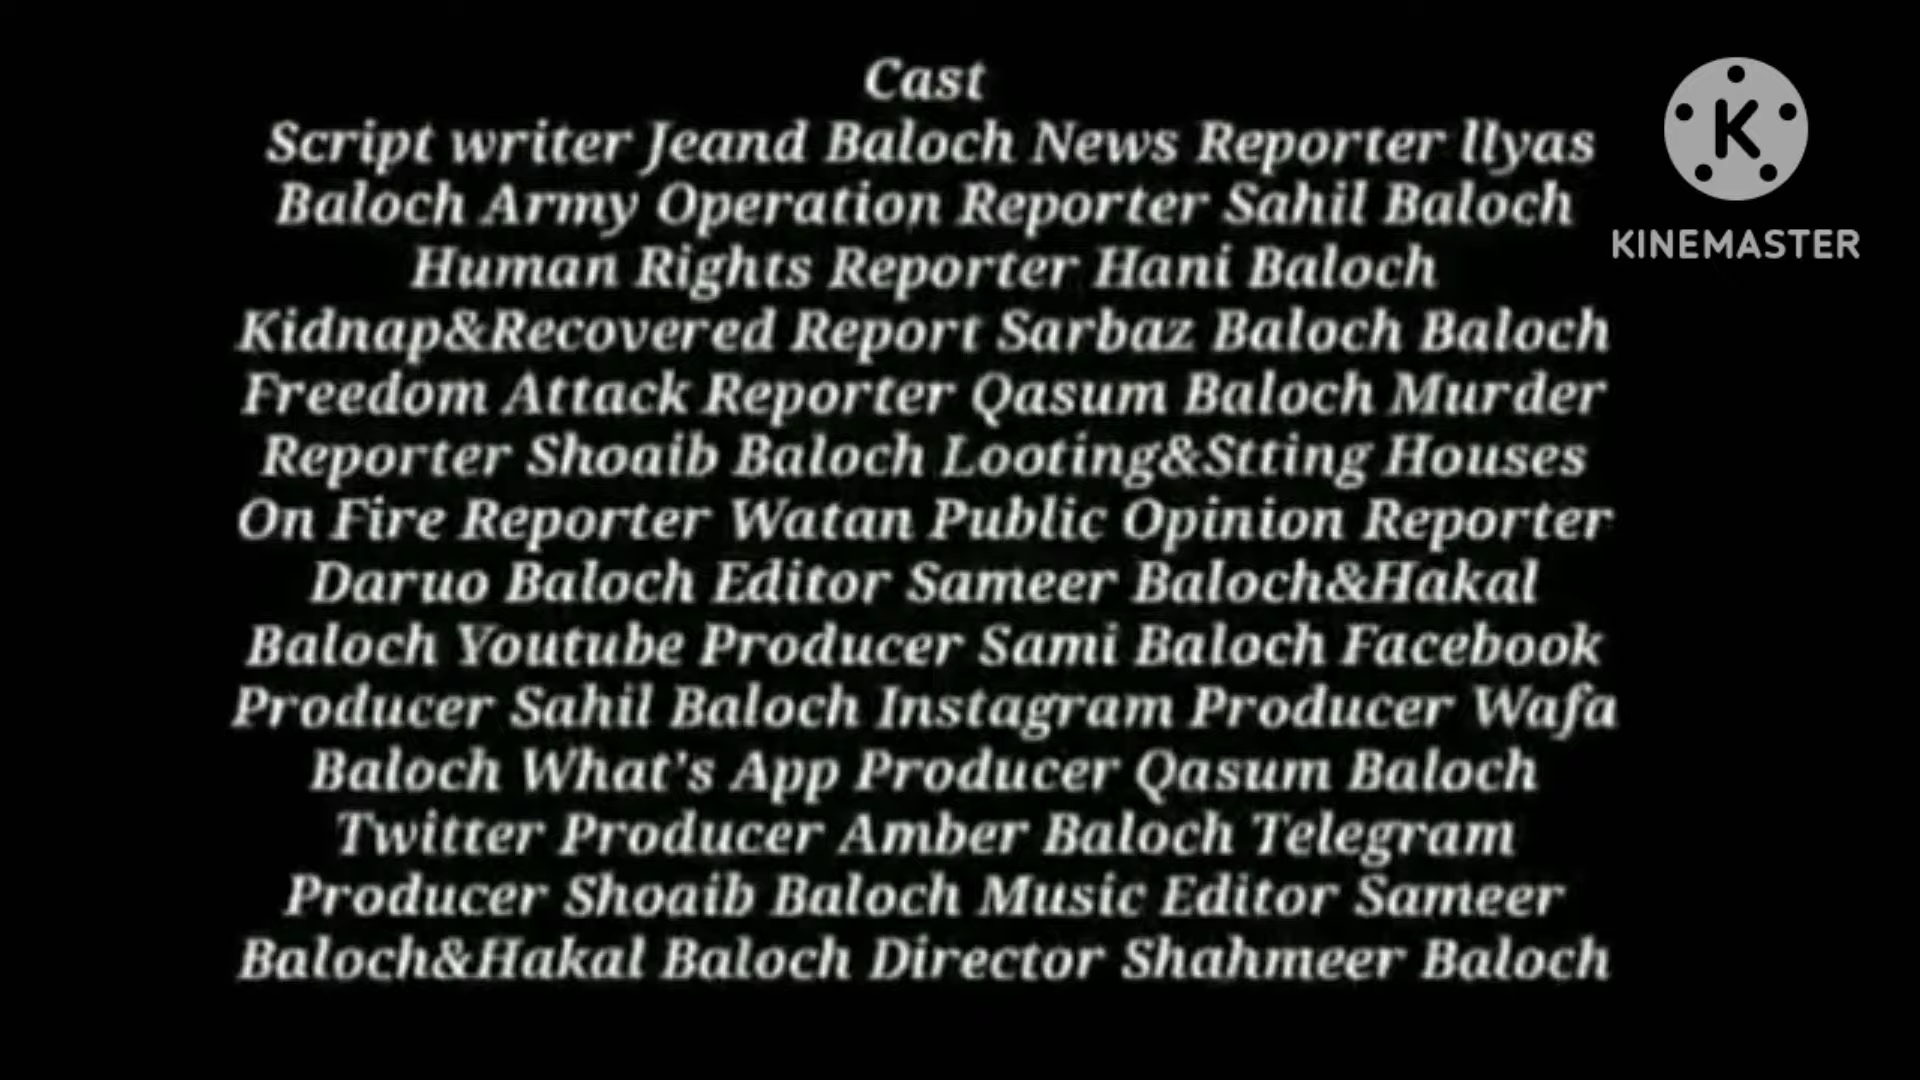 Cast
Script writer Jeand Baloch News Reporter llyas
Baloch Army Operation Reporter Sahil Baloch
Human Rights Reporter Hani Baloch
Kidnap&Recovered Report Sarbaz Baloch Baloch
Freedom Attack Reporter Qasum Baloch Murder
Reporter Shoaib Baloch Looting&Stting Houses
On Fire Reporter Watan Public Opinion Reporter
Daruo Baloch Editor Sameer Baloch&Hakal
Baloch Youtube Producer Sami Baloch Facebook
Producer Sahil Baloch Instagram Producer Wafa
Baloch What's App Producer Qasum Baloch
Twitter Producer Amber Baloch Telegram
Producer Shoaib Baloch Music Editor Sameer
Baloch&Hakal Baloch Director Shahmeer Baloch
K
KINEMASTER